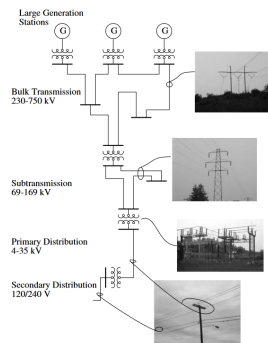 Large Generation
Stations
G
G
G
Bulk Transmission
230-750 kV
Subtransmission
69-169 kV
Primary Distribution
4-35 kV
Secondary Distribution
120/240 V